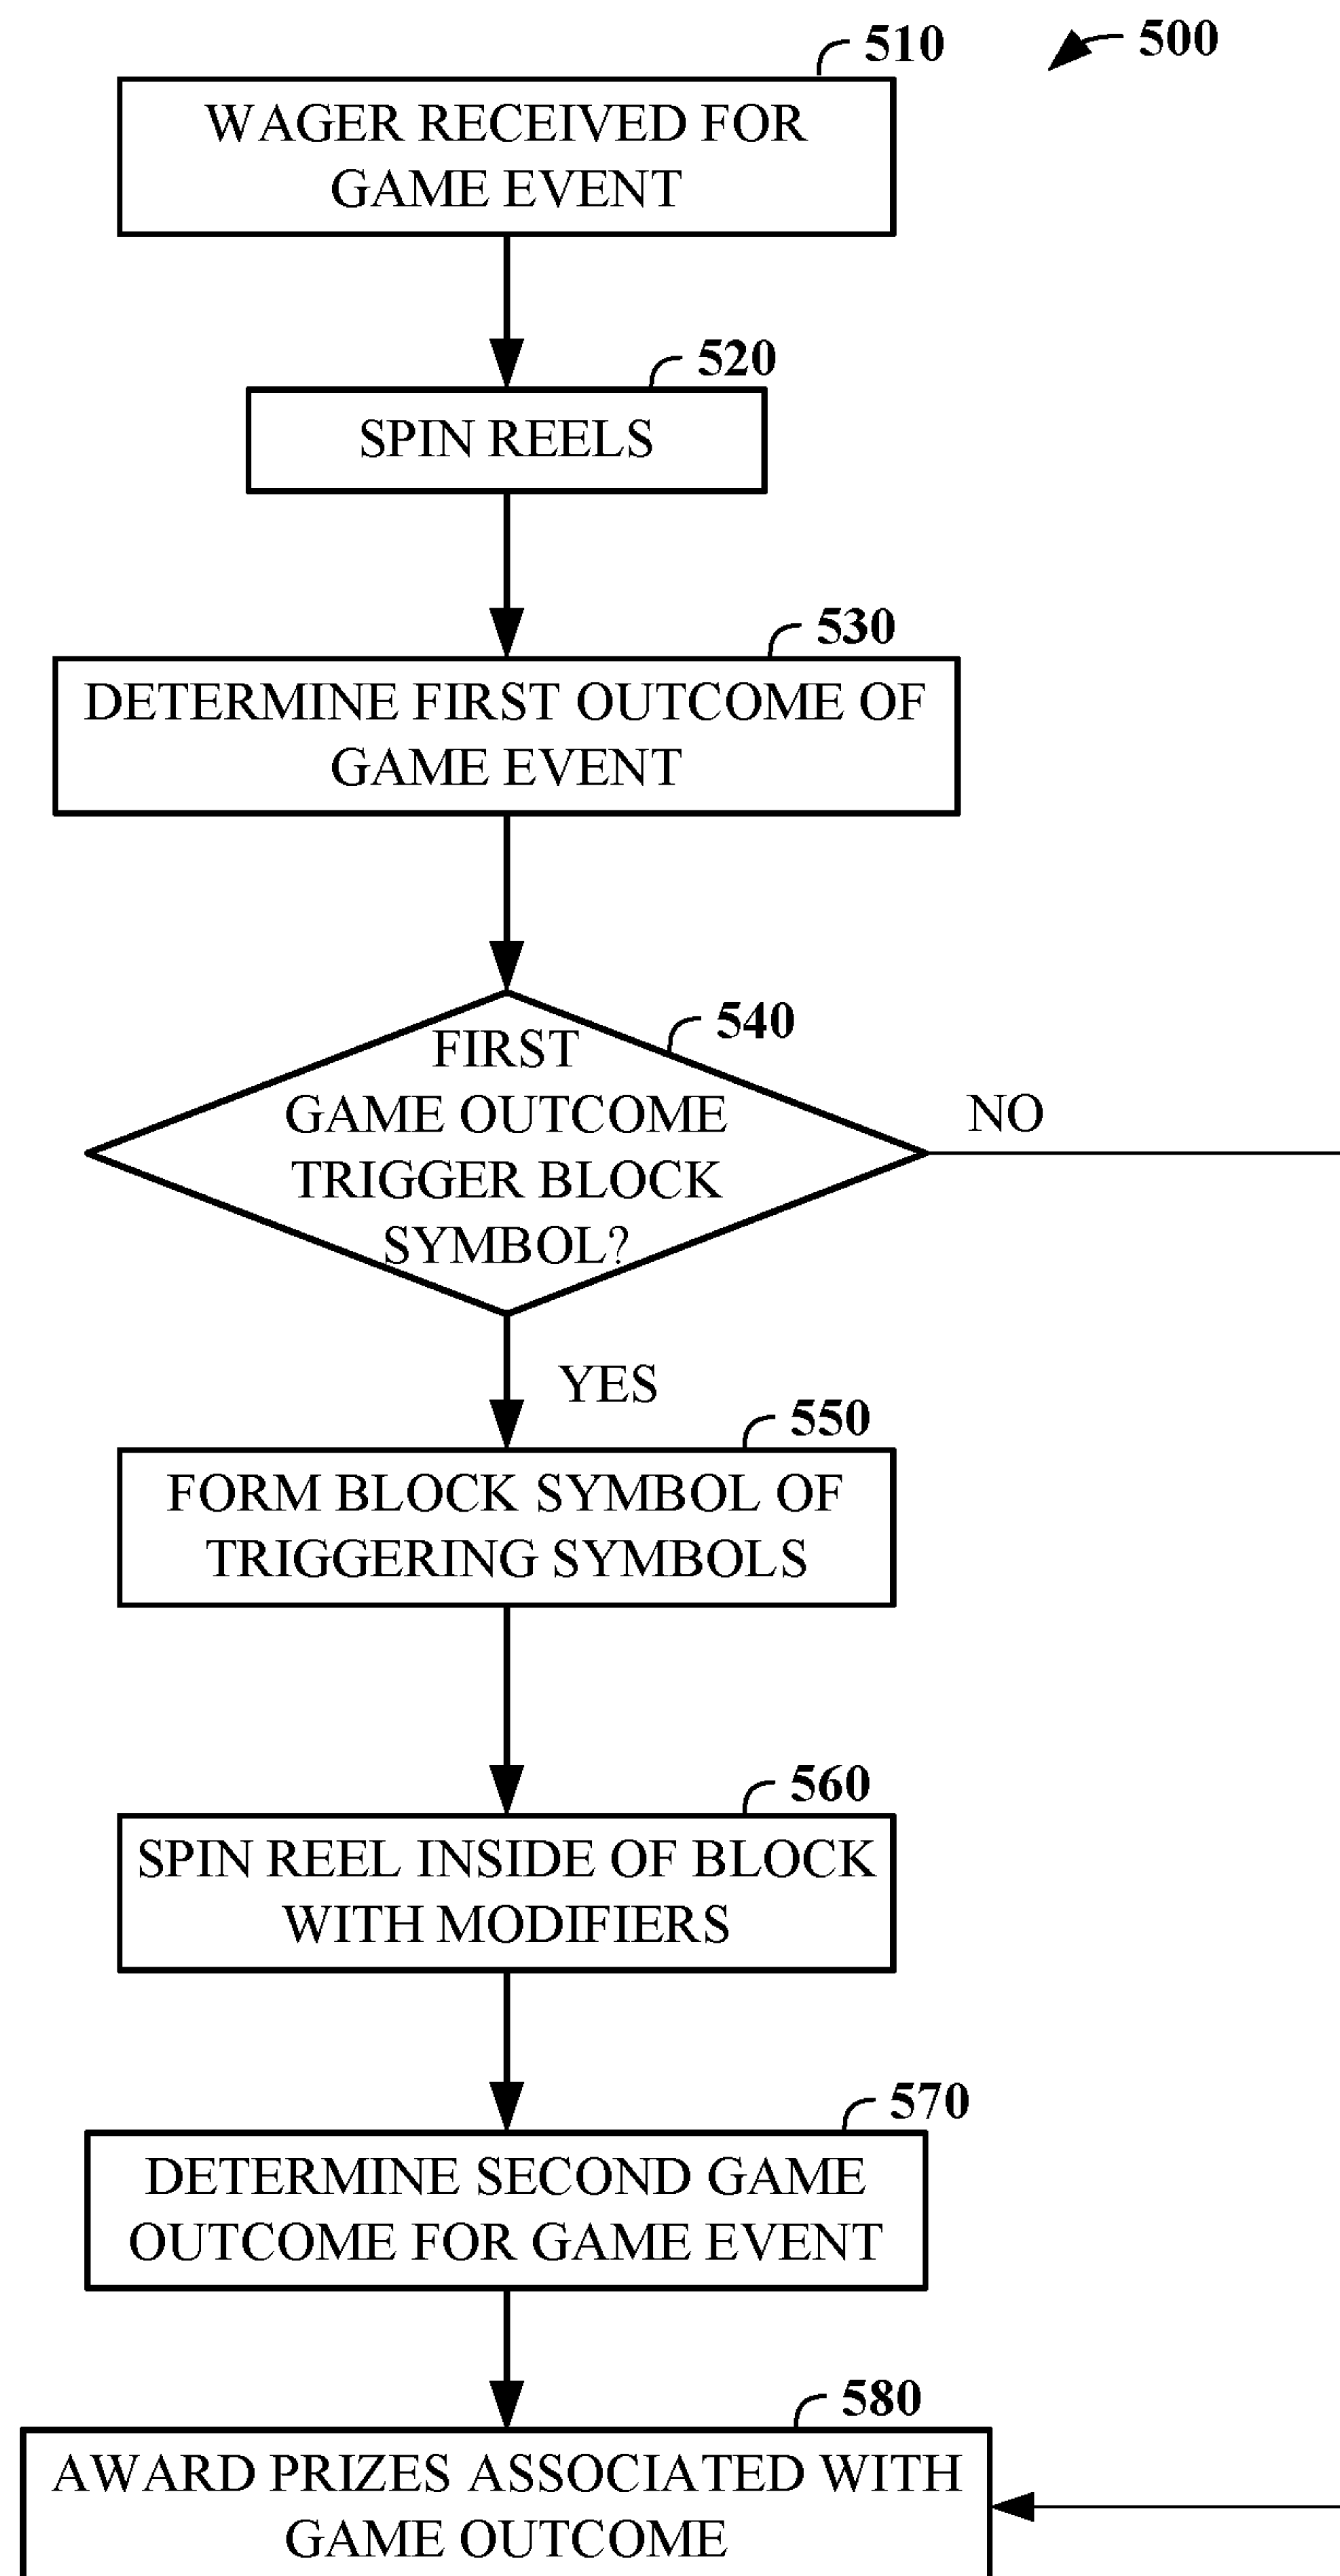 510
500
WAGER RECEIVED FOR
GAME EVENT
520
SPIN REELS
530
DETERMINE FIRST OUTCOME OF
GAME EVENT
540
FIRST
GAME OUTCOME
TRIGGER BLOCK
SYMBOL?
NO
YES
550
FORM BLOCK SYMBOL OF
TRIGGERING SYMBOLS
560
SPIN REEL INSIDE OF BLOCK
WITH MODIFIERS
570
DETERMINE SECOND GAME
OUTCOME FOR GAME EVENT
580
AWARD PRIZES ASSOCIATED WITH
GAME OUTCOME